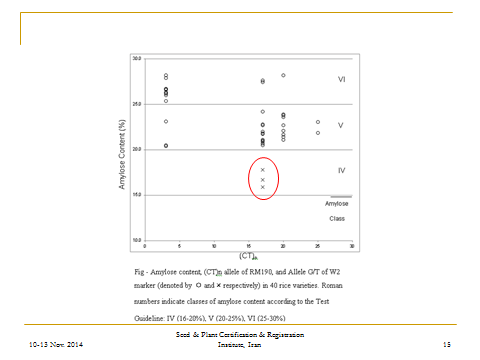 30.0
VI
25.0
V
20.0
IV
15.0
Amylose
Class
10.0
0 5 10 15 20 25 30
Amylose Content (%)
(CT)n
Fig - Amylose content, (CT)n allele of RM190, and Allele G/T of W2
marker (denoted by O and × respectively) in 40 rice varieties. Roman
numbers indicate classes of amylose content according to the Test
Guideline: IV (16-20%), V (20-25%), VI (25-30%)
10-13 Nov. 2014
Seed & Plant Certification & Registration
Institute, Iran
15